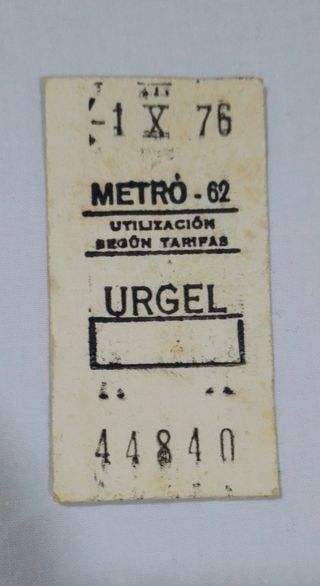 -1 X 76
METRO - 62
UTILIZACIÓN
SEGÚN TARIFAS
URGEL
44840